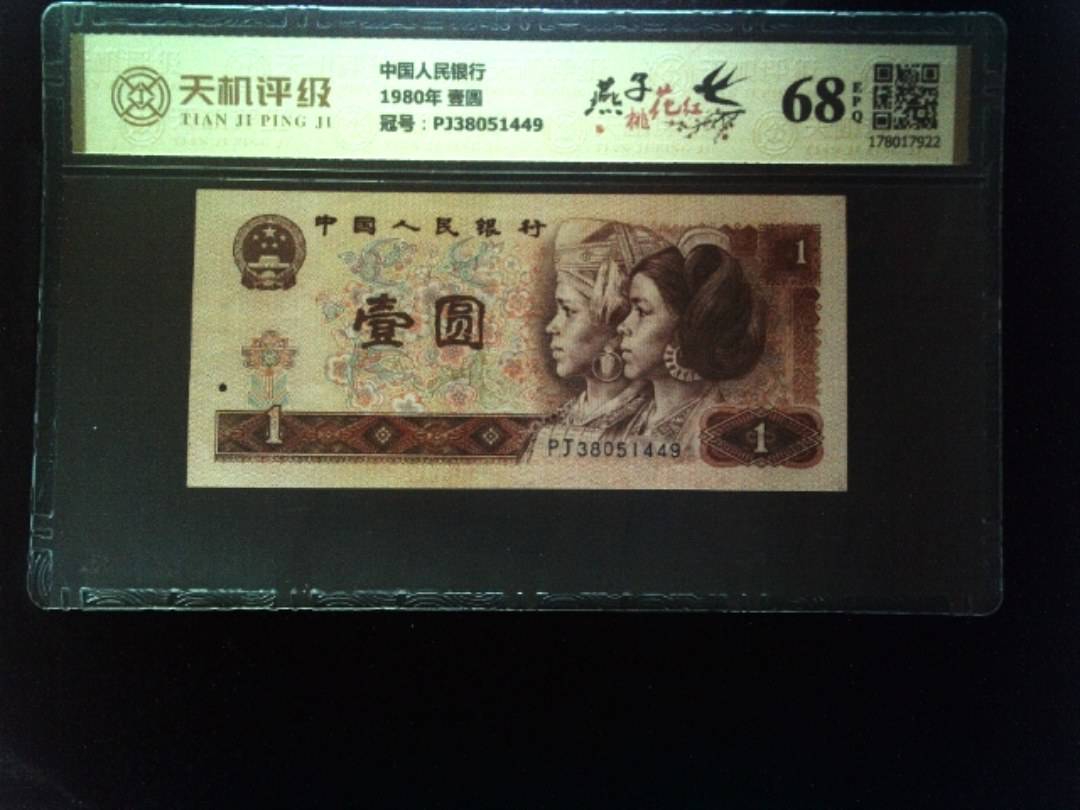 天机评级
TIAN JI PING JI
中国人民银行
1980年 壹圆
冠号：PJ38051449
燕子
桃花红
68
EPQ
178017922
中国人民银行
壹圆
1
1
PJ38051449
1